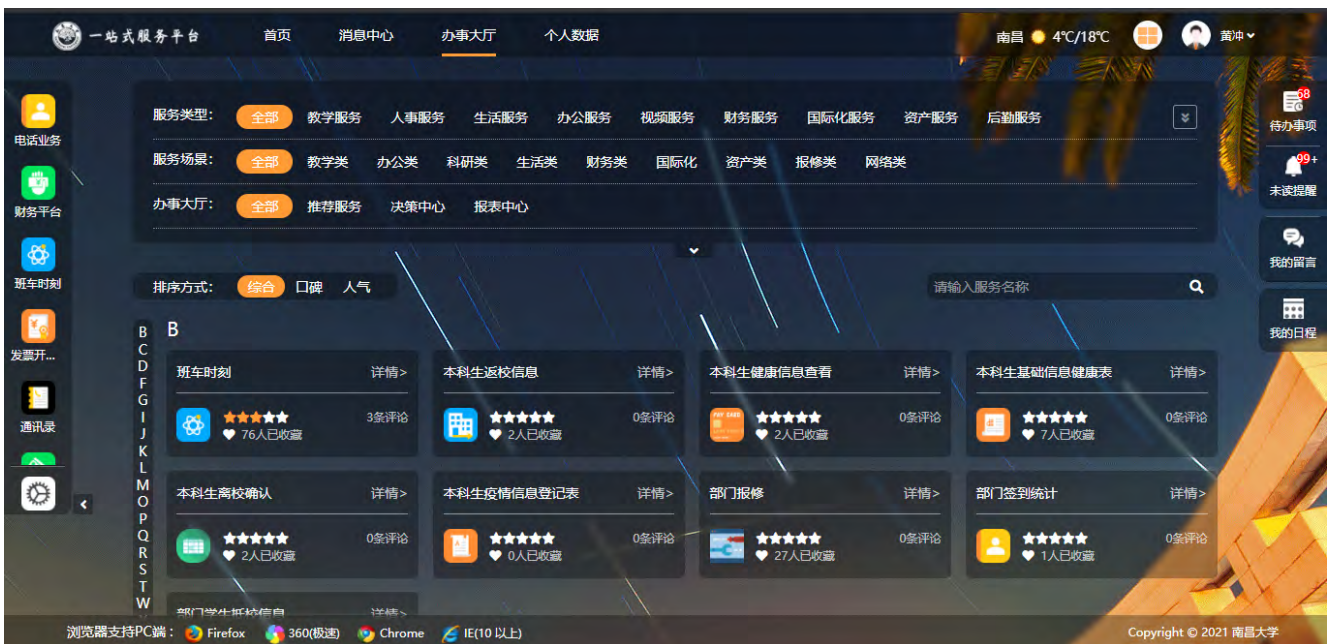 一站式服务平台 首页 消息中心 办事大厅 个人数据 南昌 4℃/18℃ 黄冲
服务类型: 全部 教学服务 人事服务 生活服务 办公服务 视频服务 财务服务 国际化服务 资产服务 后勤服务
服务场景: 全部 教学类 办公类 科研类 生活类 财务类 国际化 资产类 报修类 网络类
办事大厅: 全部 推荐服务 决策中心 报表中心
电话业务
财务平台
班车时刻
发票开...
通讯录
68
待办事项
99+
未读提醒
我的留言
我的日程
排序方式: 综合 口碑 人气 请输入服务名称
B
C
D
F
G
I
J
K
L
M
O
P
Q
R
S
T
W
B
班车时刻 详情> 本科生返校信息 详情> 本科生健康信息查看 详情> 本科生基础信息健康表 详情>
3条评论 0条评论 0条评论 0条评论
76人已收藏 2人已收藏 2人已收藏 7人已收藏
本科生离校确认 详情> 本科生疫情信息登记表 详情> 部门报修 详情> 部门签到统计 详情>
0条评论 0条评论 0条评论 0条评论
2人已收藏 0人已收藏 27人已收藏 1人已收藏
部门学生抵校信息 详情>
浏览器支持PC端: Firefox 360(极速) Chrome IE(10 以上) Copyright © 2021 南昌大学